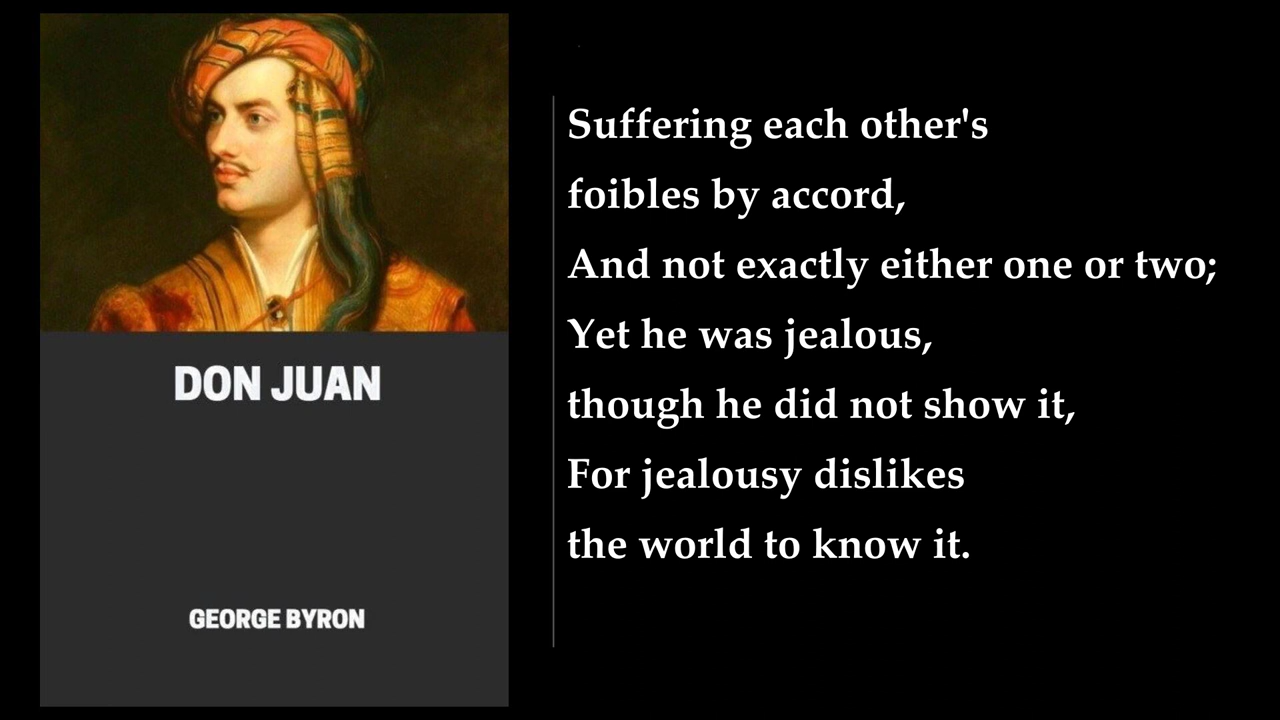 DON JUAN
GEORGE BYRON
Suffering each other's
foibles by accord,
And not exactly either one or two;
Yet he was jealous,
though he did not show it,
For jealousy dislikes
the world to know it.